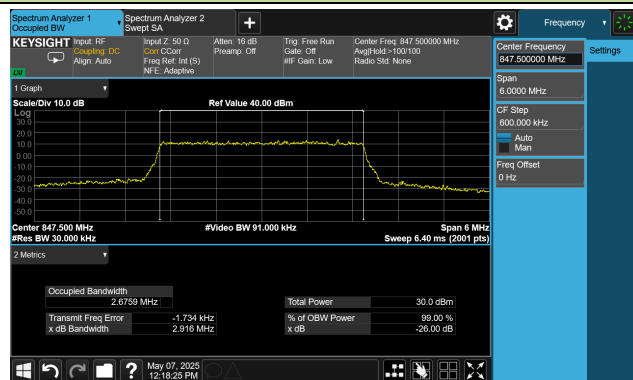 Spectrum Analyzer 1
Occupied BW
Spectrum Analyzer 2
Swept SA
Frequency
KEYSIGHT
Input: RF
Coupling: DC
Align: Auto
Input Z: 50 Ω
Corr CCorr
Freq Ref: Int (S)
NFE: Adaptive
Atten: 16 dB
Preamp: Off
Trig: Free Run
Gate: Off
#IF Gain: Low
Center Freq: 847.500000 MHz
Avg|Hold:>100/100
Radio Std: None
Center Frequency
847.500000 MHz
Settings
Span
6.0000 MHz
CF Step
600.000 kHz
Auto
Man
Freq Offset
0 Hz
1 Graph
Scale/Div 10.0 dB
Ref Value 40.00 dBm
Log
30.0
20.0
10.0
0.00
-10.0
-20.0
-30.0
-40.0
-50.0
Center 847.500 MHz
#Video BW 91.000 kHz
Span 6 MHz
#Res BW 30.000 kHz
Sweep 6.40 ms (2001 pts)
2 Metrics
Occupied Bandwidth
2.6759 MHz
Total Power
30.0 dBm
Transmit Freq Error
-1.734 kHz
% of OBW Power
99.00 %
x dB Bandwidth
2.916 MHz
x dB
-26.00 dB
May 07, 2025
12:18:25 PM